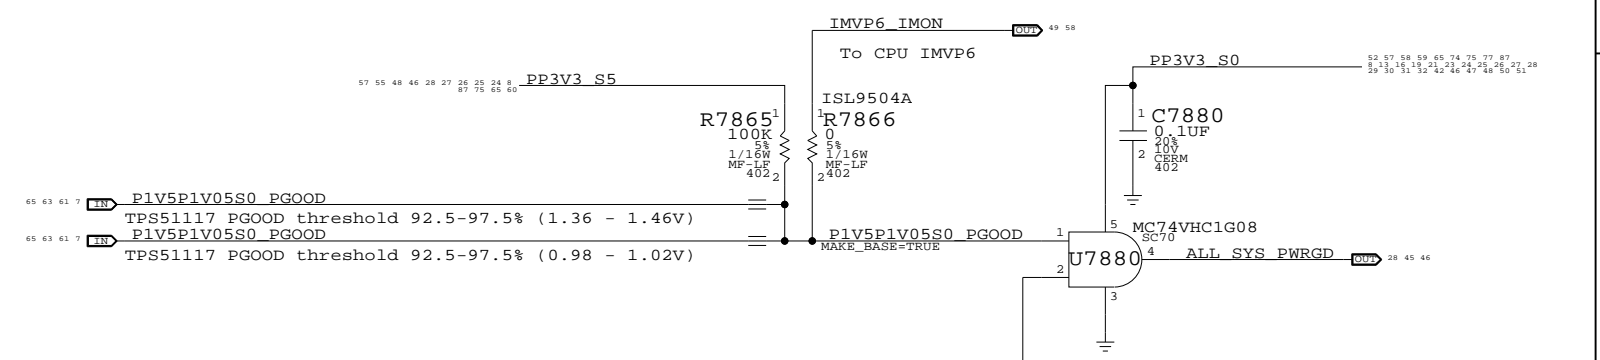 IMVP6_IMON
OUT
49 58
To CPU IMVP6
PP3V3_S0
52 57 58 59 65 74 75 77 87
8 13 16 19 21 23 24 25 26 27 28
29 30 31 32 42 46 47 48 50 51
57 55 48 46 28 27 26 25 24 8
87 75 65 60
PP3V3_S5
ISL9504A
R7865
1
100K
5%
1/16W
MF-LF
402
2
1
R7866
0
5%
1/16W
MF-LF
402
2
1
C7880
0.1UF
20%
10V
CERM
402
2
65 63 61 7
IN
P1V5P1V05S0_PGOOD
TPS51117 PGOOD threshold 92.5-97.5% (1.36 - 1.46V)
65 63 61 7
IN
P1V5P1V05S0_PGOOD
TPS51117 PGOOD threshold 92.5-97.5% (0.98 - 1.02V)
P1V5P1V05S0_PGOOD
MAKE_BASE=TRUE
1
2
5
MC74VHC1G08
SC70
U7880
4
3
ALL_SYS_PWRGD
OUT
28 45 46